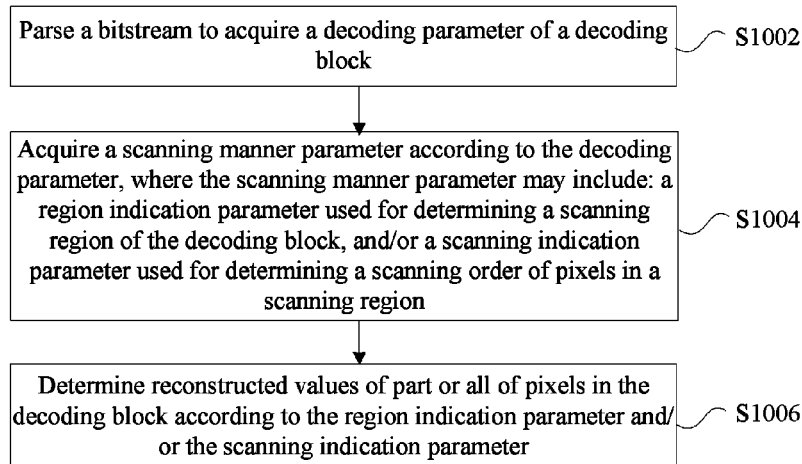 Parse a bitstream to acquire a decoding parameter of a decoding
block
S1002
Acquire a scanning manner parameter according to the decoding
parameter, where the scanning manner parameter may include: a
region indication parameter used for determining a scanning
region of the decoding block, and/or a scanning indication
parameter used for determining a scanning order of pixels in a
scanning region
S1004
Determine reconstructed values of part or all of pixels in the
decoding block according to the region indication parameter and/
or the scanning indication parameter
S1006